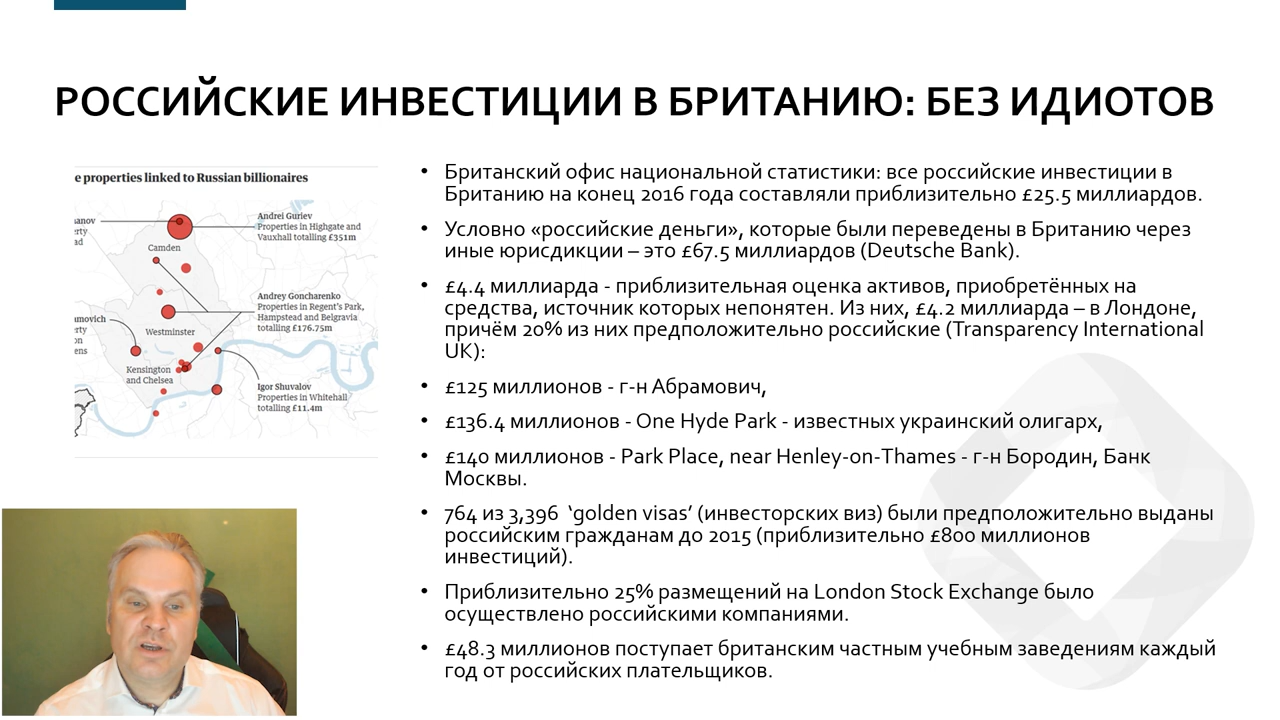 РОССИЙСКИЕ ИНВЕСТИЦИИ В БРИТАНИЮ: БЕЗ ИДИОТОВ
e properties linked to Russian billionaires
anov
erty
ad
Andrei Guriev
Properties in Highgate and
Vauxhall totalling £351m
Camden
Andrey Goncharenko
Properties in Regent's Park,
Hampstead and Belgravia
totalling £176.75m
amovich
erty
on
ens
Westminster
Kensington
and Chelsea
Igor Shuvalov
Properties in Whitehall
totalling £11.4m
• Британский офис национальной статистики: все российские инвестиции в
Британию на конец 2016 года составляли приблизительно £25.5 миллиардов.
• Условно «российские деньги», которые были переведены в Британию через
иные юрисдикции – это £67.5 миллиардов (Deutsche Bank).
• £4.4 миллиарда - приблизительная оценка активов, приобретённых на
средства, источник которых непонятен. Из них, £4.2 миллиарда – в Лондоне,
причём 20% из них предположительно российские (Transparency International
UK):
• £125 миллионов - г-н Абрамович,
• £136.4 миллионов - One Hyde Park - известных украинский олигарх,
• £140 миллионов - Park Place, near Henley-on-Thames - г-н Бородин, Банк
Москвы.
• 764 из 3,396 ‘golden visas’ (инвесторских виз) были предположительно выданы
российским гражданам до 2015 (приблизительно £800 миллионов
инвестиций).
• Приблизительно 25% размещений на London Stock Exchange было
осуществлено российскими компаниями.
• £48.3 миллионов поступает британским частным учебным заведениям каждый
год от российских плательщиков.